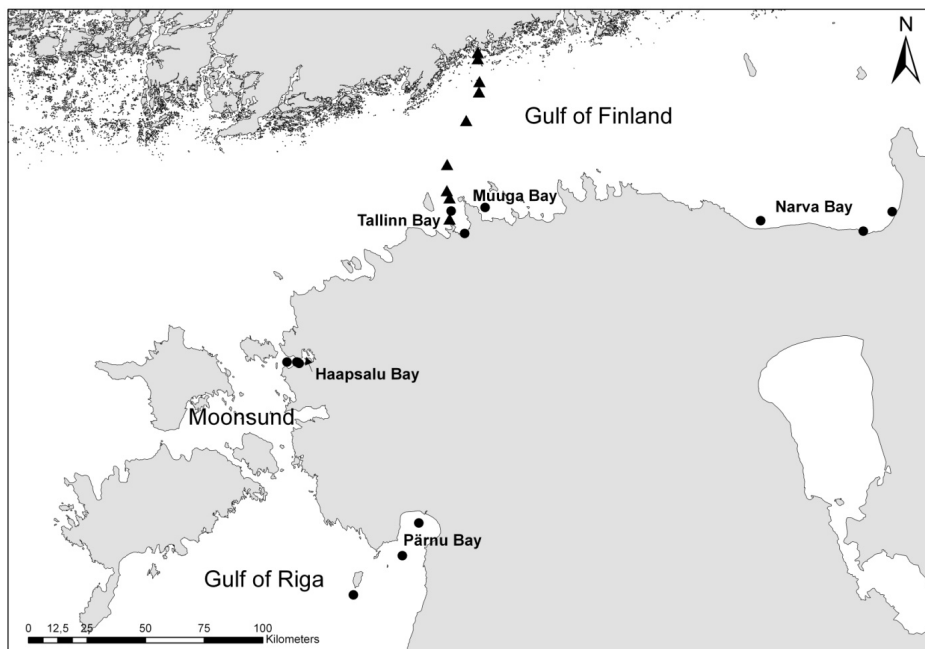 N
Gulf of Finland
Muuga Bay
Tallinn Bay
Narva Bay
Haapsalu Bay
Moonsund
Pärnu Bay
Gulf of Riga
0 12,5 25 50 75 100
Kilometers